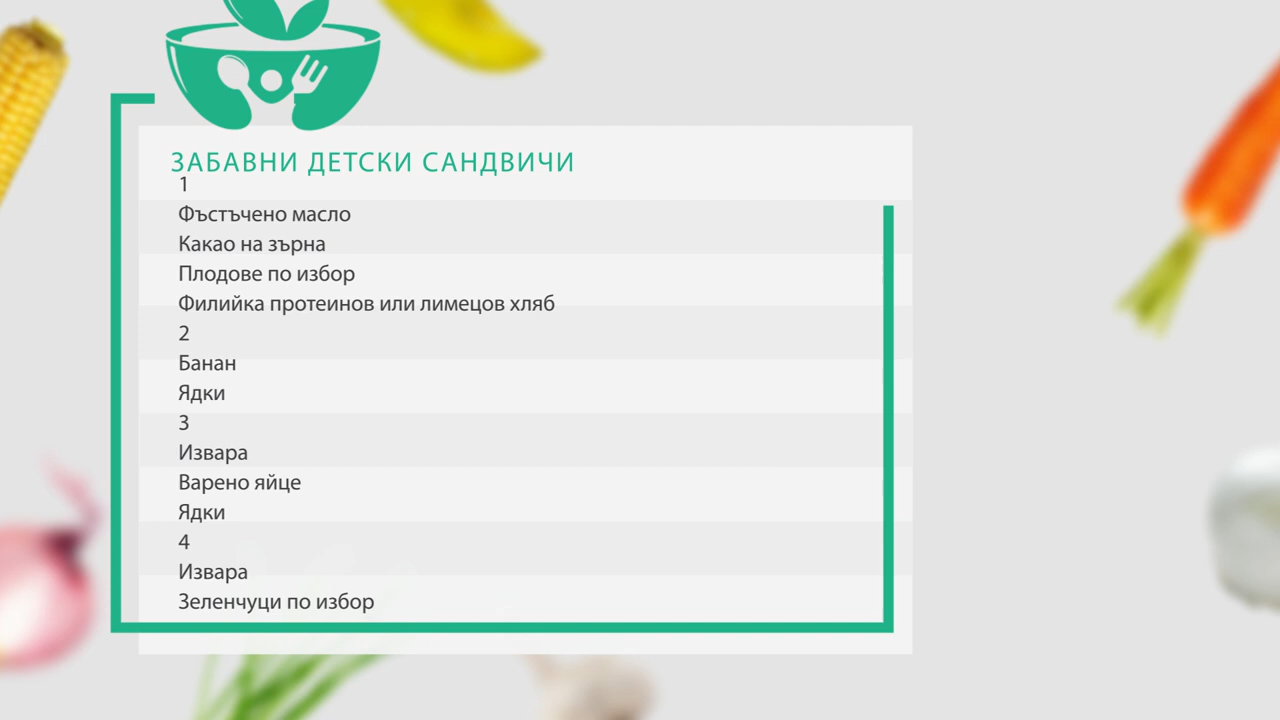 ЗАБАВНИ ДЕТСКИ САНДВИЧИ
1
Фъстъчено масло
Какао на зърна
Плодове по избор
Филийка протеинов или лимецов хляб
2
Банан
Ядки
3
Извара
Варено яйце
Ядки
4
Извара
Зеленчуци по избор